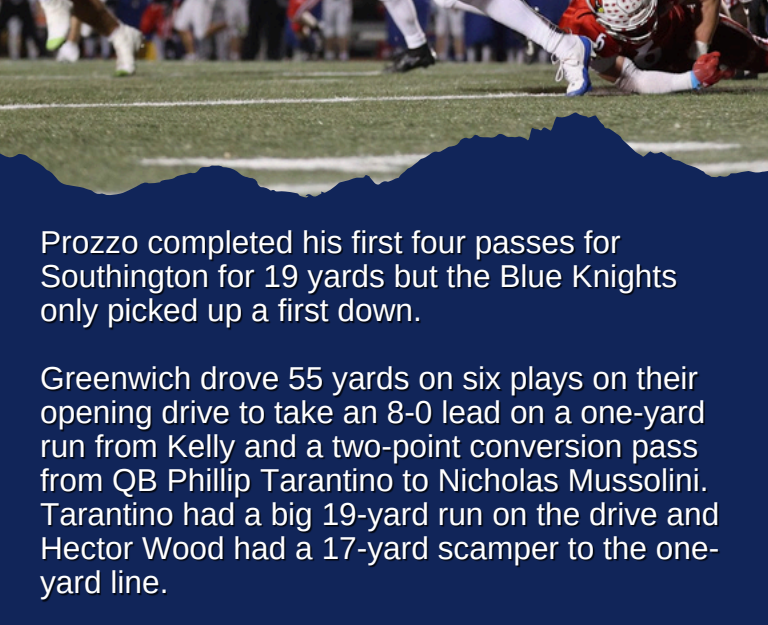 Prozzo completed his first four passes for
Southington for 19 yards but the Blue Knights
only picked up a first down.
Greenwich drove 55 yards on six plays on their
opening drive to take an 8-0 lead on a one-yard
run from Kelly and a two-point conversion pass
from QB Phillip Tarantino to Nicholas Mussolini.
Tarantino had a big 19-yard run on the drive and
Hector Wood had a 17-yard scamper to the one-
yard line.